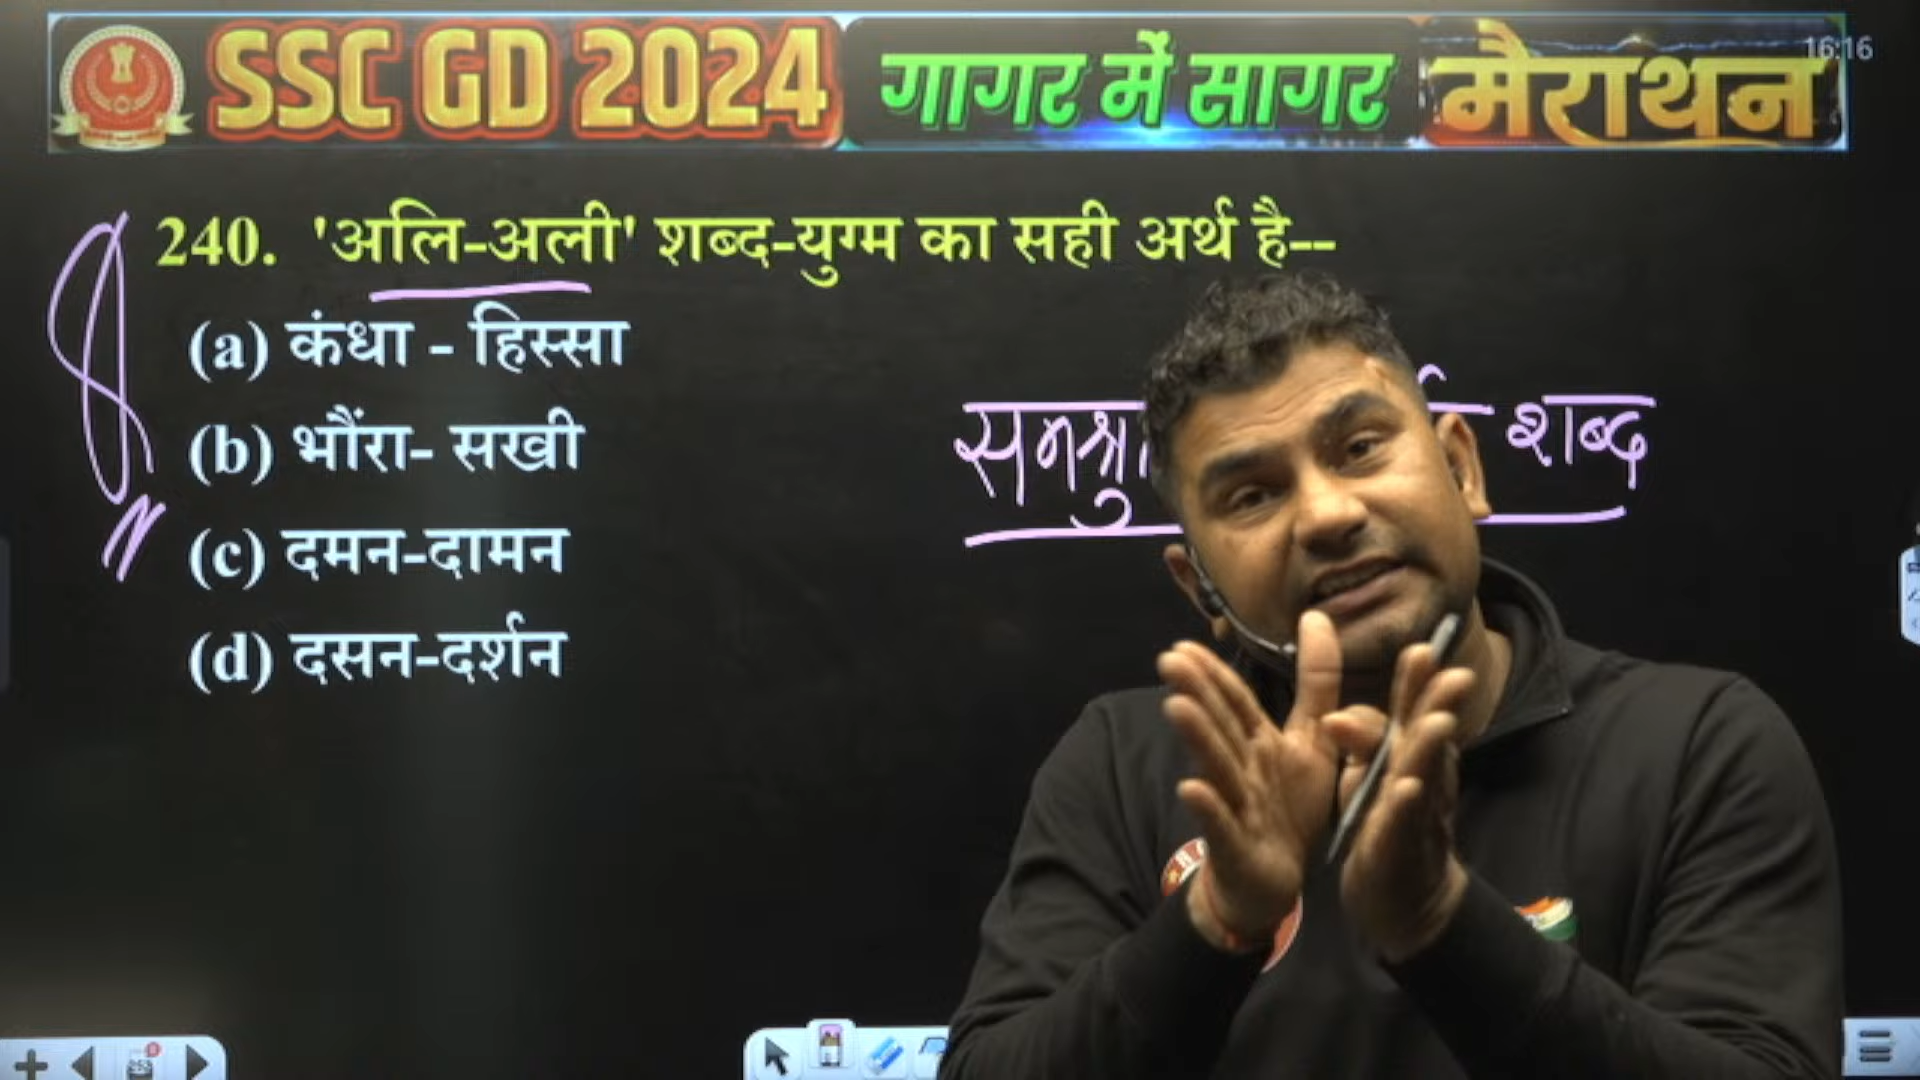 SSC GD 2024 गागर में सागर मैराथन
16:16
240. 'अलि-अली' शब्द-युग्म का सही अर्थ है--
(a) कंधा - हिस्सा
(b) भौंरा- सखी
(c) दमन-दामन
(d) दसन-दर्शन
शब्द